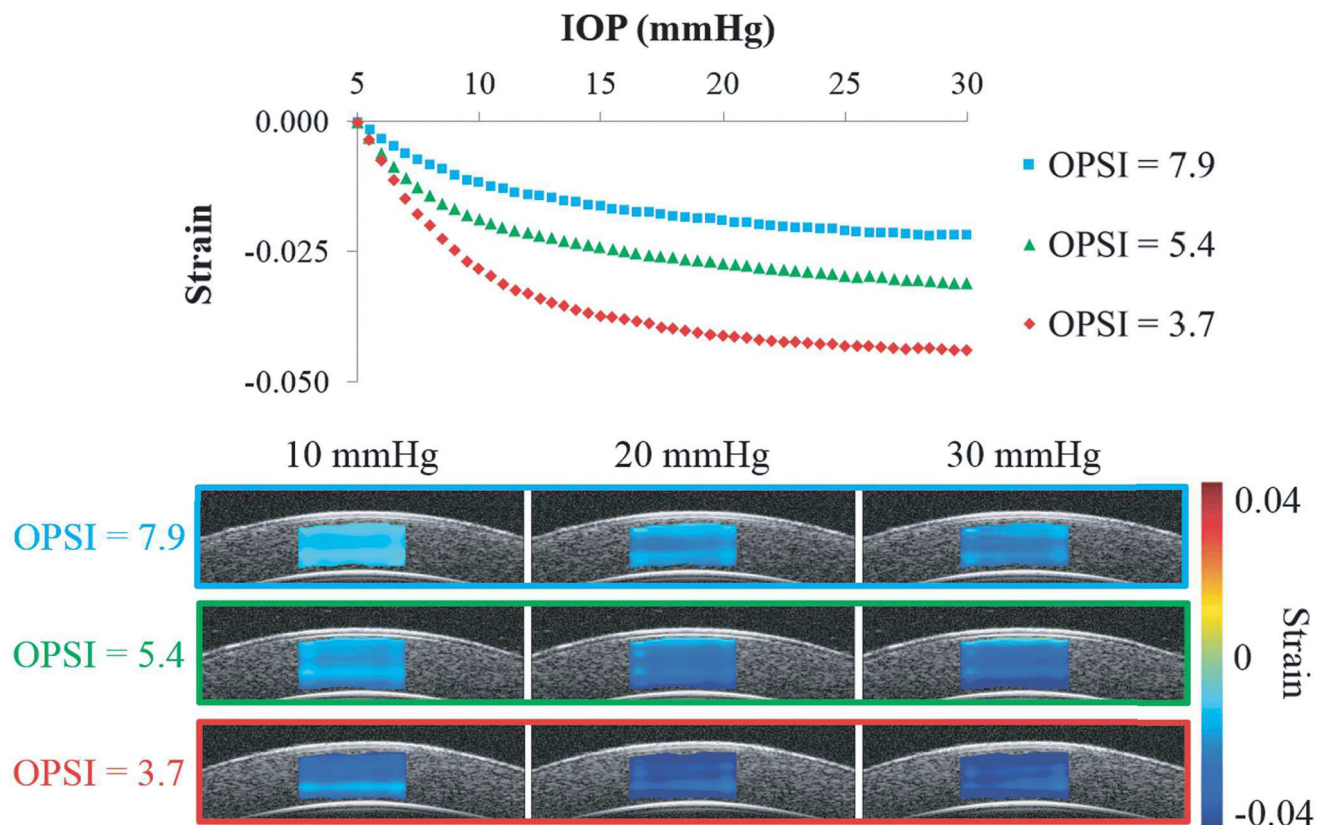 IOP (mmHg)
5 10 15 20 25 30
0.000
-0.025
-0.050
Strain
OPSI = 7.9
OPSI = 5.4
OPSI = 3.7
10 mmHg 20 mmHg 30 mmHg
OPSI = 7.9
OPSI = 5.4
OPSI = 3.7
0.04
0
-0.04
Strain